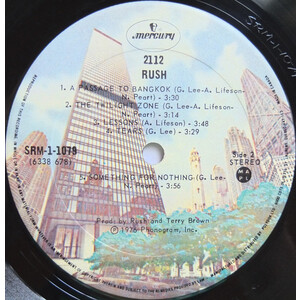 mercury
2112
RUSH
1. A PASSAGE TO BANGKOK (G. Lee-A. Lifeson-
N. Peart) - 3:30
2. THE TWILIGHT ZONE (G. Lee-A. Lifeson-
N. Peart) - 3:14
3. LESSONS (A. Lifeson) - 3:48
4. TEARS (G. Lee) - 3:29
SRM-1-1079
(6338 678)
Side 2
STEREO
5. SOMETHING FOR NOTHING (G. Lee-
N. Peart) - 3:56
Prod. by Rush and Terry Brown
Ⓟ 1976 Phonogram, Inc.